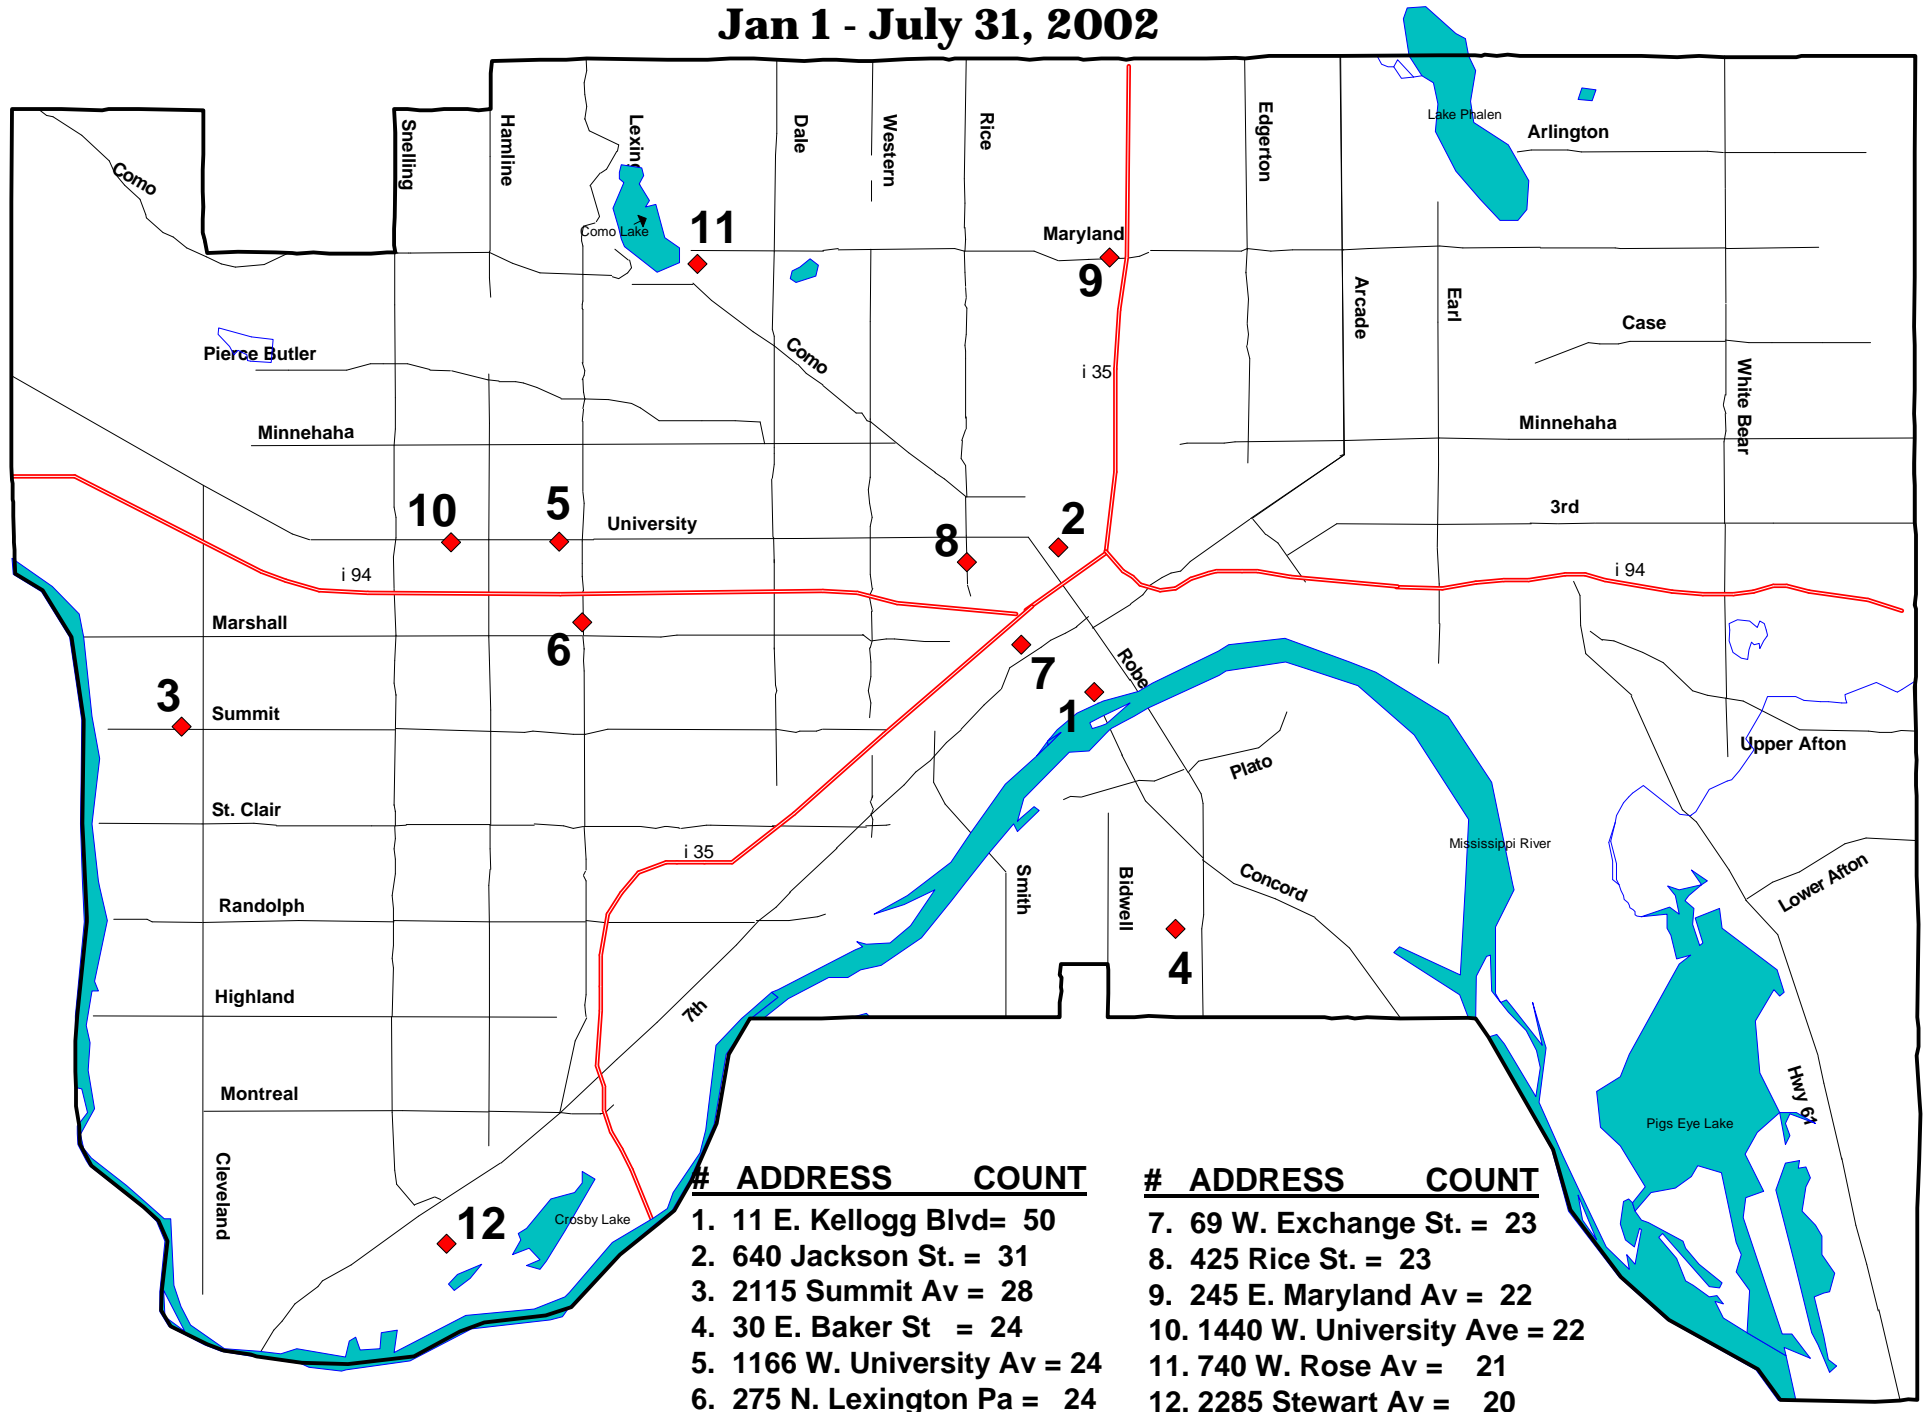 Jan 1 - July 31, 2002
Snelling
Hamline
Lexing
Dale
Western
Rice
Edgerton
Lake Phalen
Arlington
Como
Como Lake
11
Maryland
9
Arcade
Earl
Case
Pierce Butler
Como
i 35
White Bear
Minnehaha
Minnehaha
10
5
University
8
2
3rd
i 94
i 94
Marshall
6
7
Robe
3
Summit
1
Upper Afton
Plato
St. Clair
i 35
Mississippi River
Smith
Bidwell
Concord
Lower Afton
Randolph
4
Highland
7th
Montreal
Hwy 61
Pigs Eye Lake
Cleveland
12
Crosby Lake
# ADDRESS COUNT
1. 11 E. Kellogg Blvd= 50
2. 640 Jackson St. = 31
3. 2115 Summit Av = 28
4. 30 E. Baker St = 24
5. 1166 W. University Av = 24
6. 275 N. Lexington Pa = 24
# ADDRESS COUNT
7. 69 W. Exchange St. = 23
8. 425 Rice St. = 23
9. 245 E. Maryland Av = 22
10. 1440 W. University Ave = 22
11. 740 W. Rose Av = 21
12. 2285 Stewart Av = 20